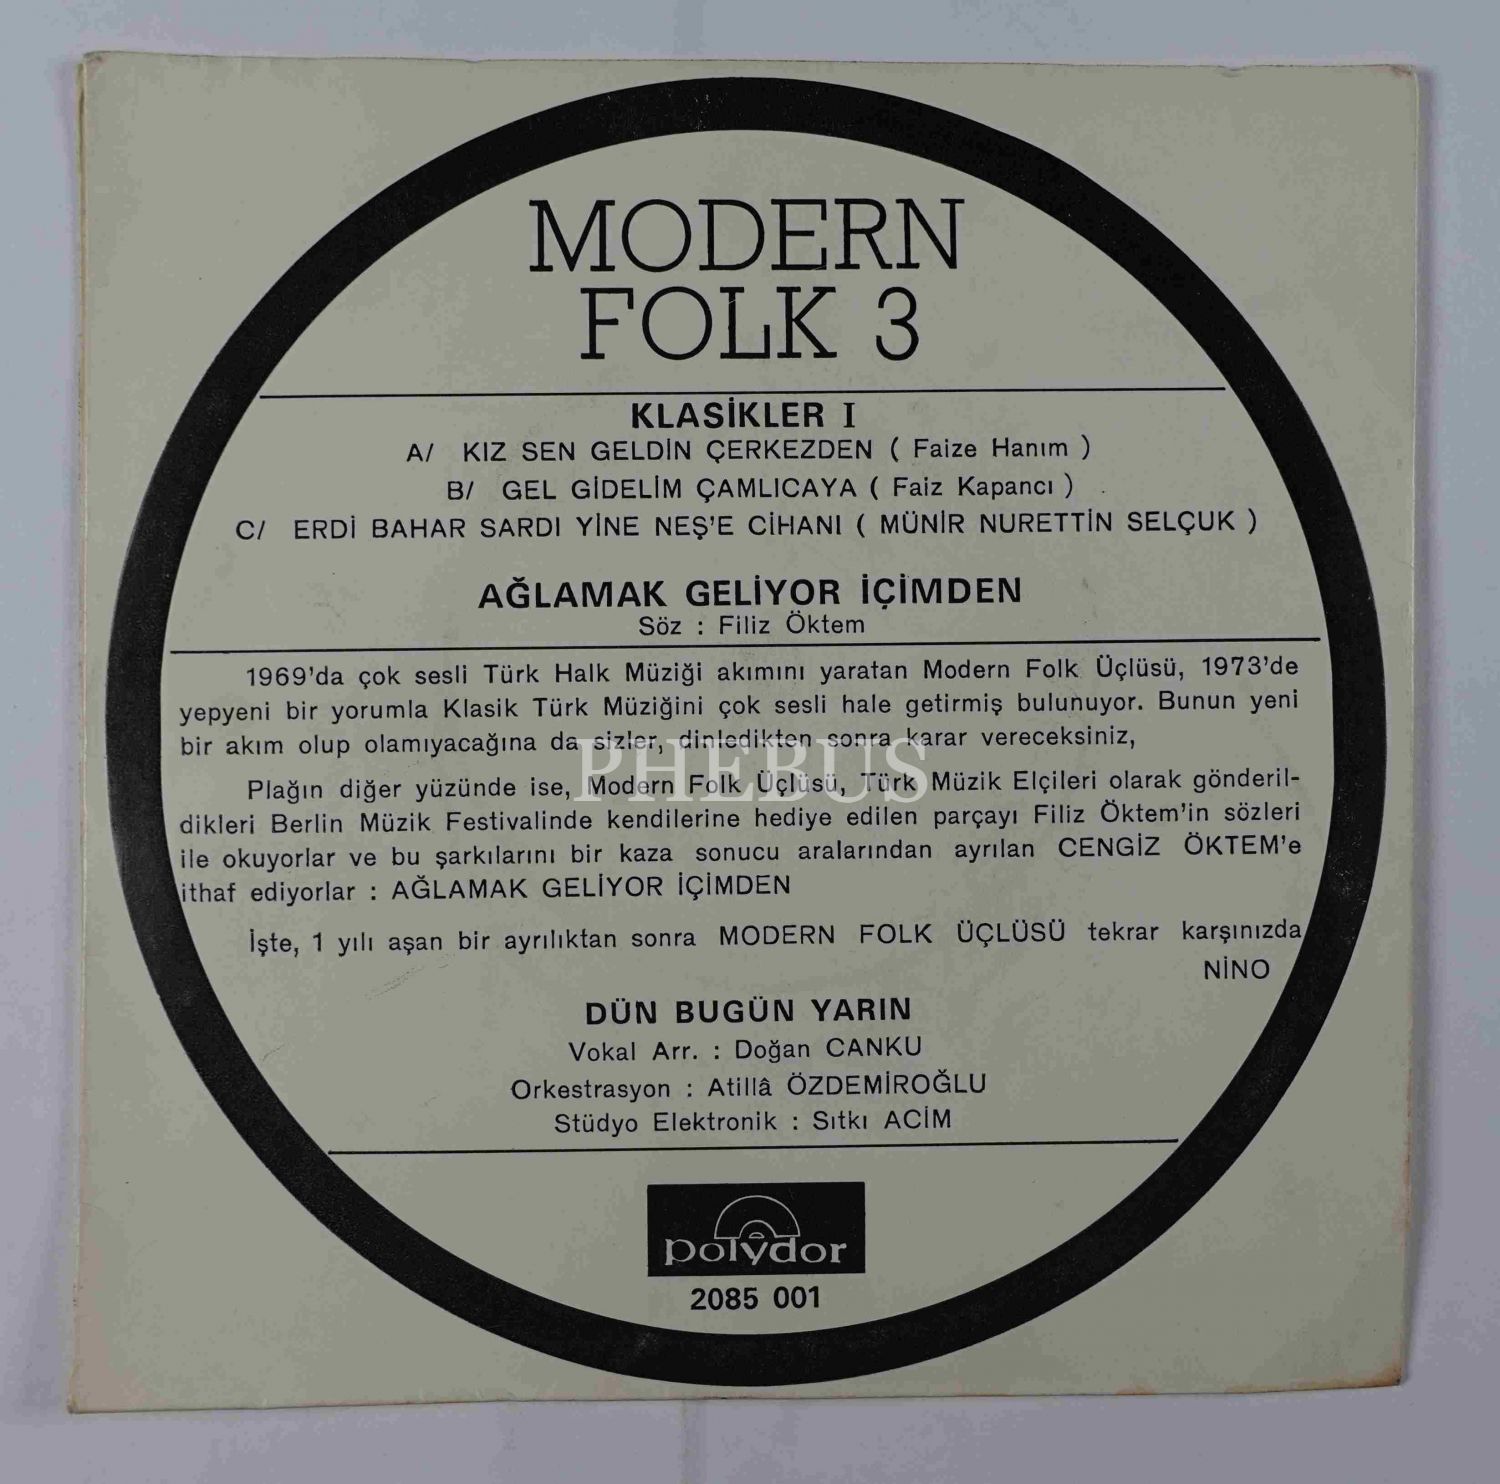 MODERN
FOLK 3
KLASİKLER I
A/ KIZ SEN GELDİN ÇERKEZDEN ( Faize Hanım )
B/ GEL GİDELİM ÇAMLICAYA ( Faiz Kapancı )
C/ ERDİ BAHAR SARDI YİNE NEŞ'E CİHANI ( MÜNİR NURETTİN SELÇUK )
AĞLAMAK GELİYOR İÇİMDEN
Söz : Filiz Öktem
1969'da çok sesli Türk Halk Müziği akımını yaratan Modern Folk Üçlüsü, 1973'de
yepyeni bir yorumla Klasik Türk Müziğini çok sesli hale getirmiş bulunuyor. Bunun yeni
bir akım olup olamıyacağına da sizler, dinledikten sonra karar vereceksiniz,
PHEBUS
Plağın diğer yüzünde ise, Modern Folk Üçlüsü, Türk Müzik Elçileri olarak gönderil-
dikleri Berlin Müzik Festivalinde kendilerine hediye edilen parçayı Filiz Öktem'in sözleri
ile okuyorlar ve bu şarkılarını bir kaza sonucu aralarından ayrılan CENGİZ ÖKTEM'e
ithaf ediyorlar : AĞLAMAK GELİYOR İÇİMDEN
İşte, 1 yılı aşan bir ayrılıktan sonra MODERN FOLK ÜÇLÜSÜ tekrar karşınızda
NİNO
DÜN BUGÜN YARIN
Vokal Arr. : Doğan CANKU
Orkestrasyon : Atillâ ÖZDEMİROĞLU
Stüdyo Elektronik : Sıtkı ACİM
polydor
2085 001